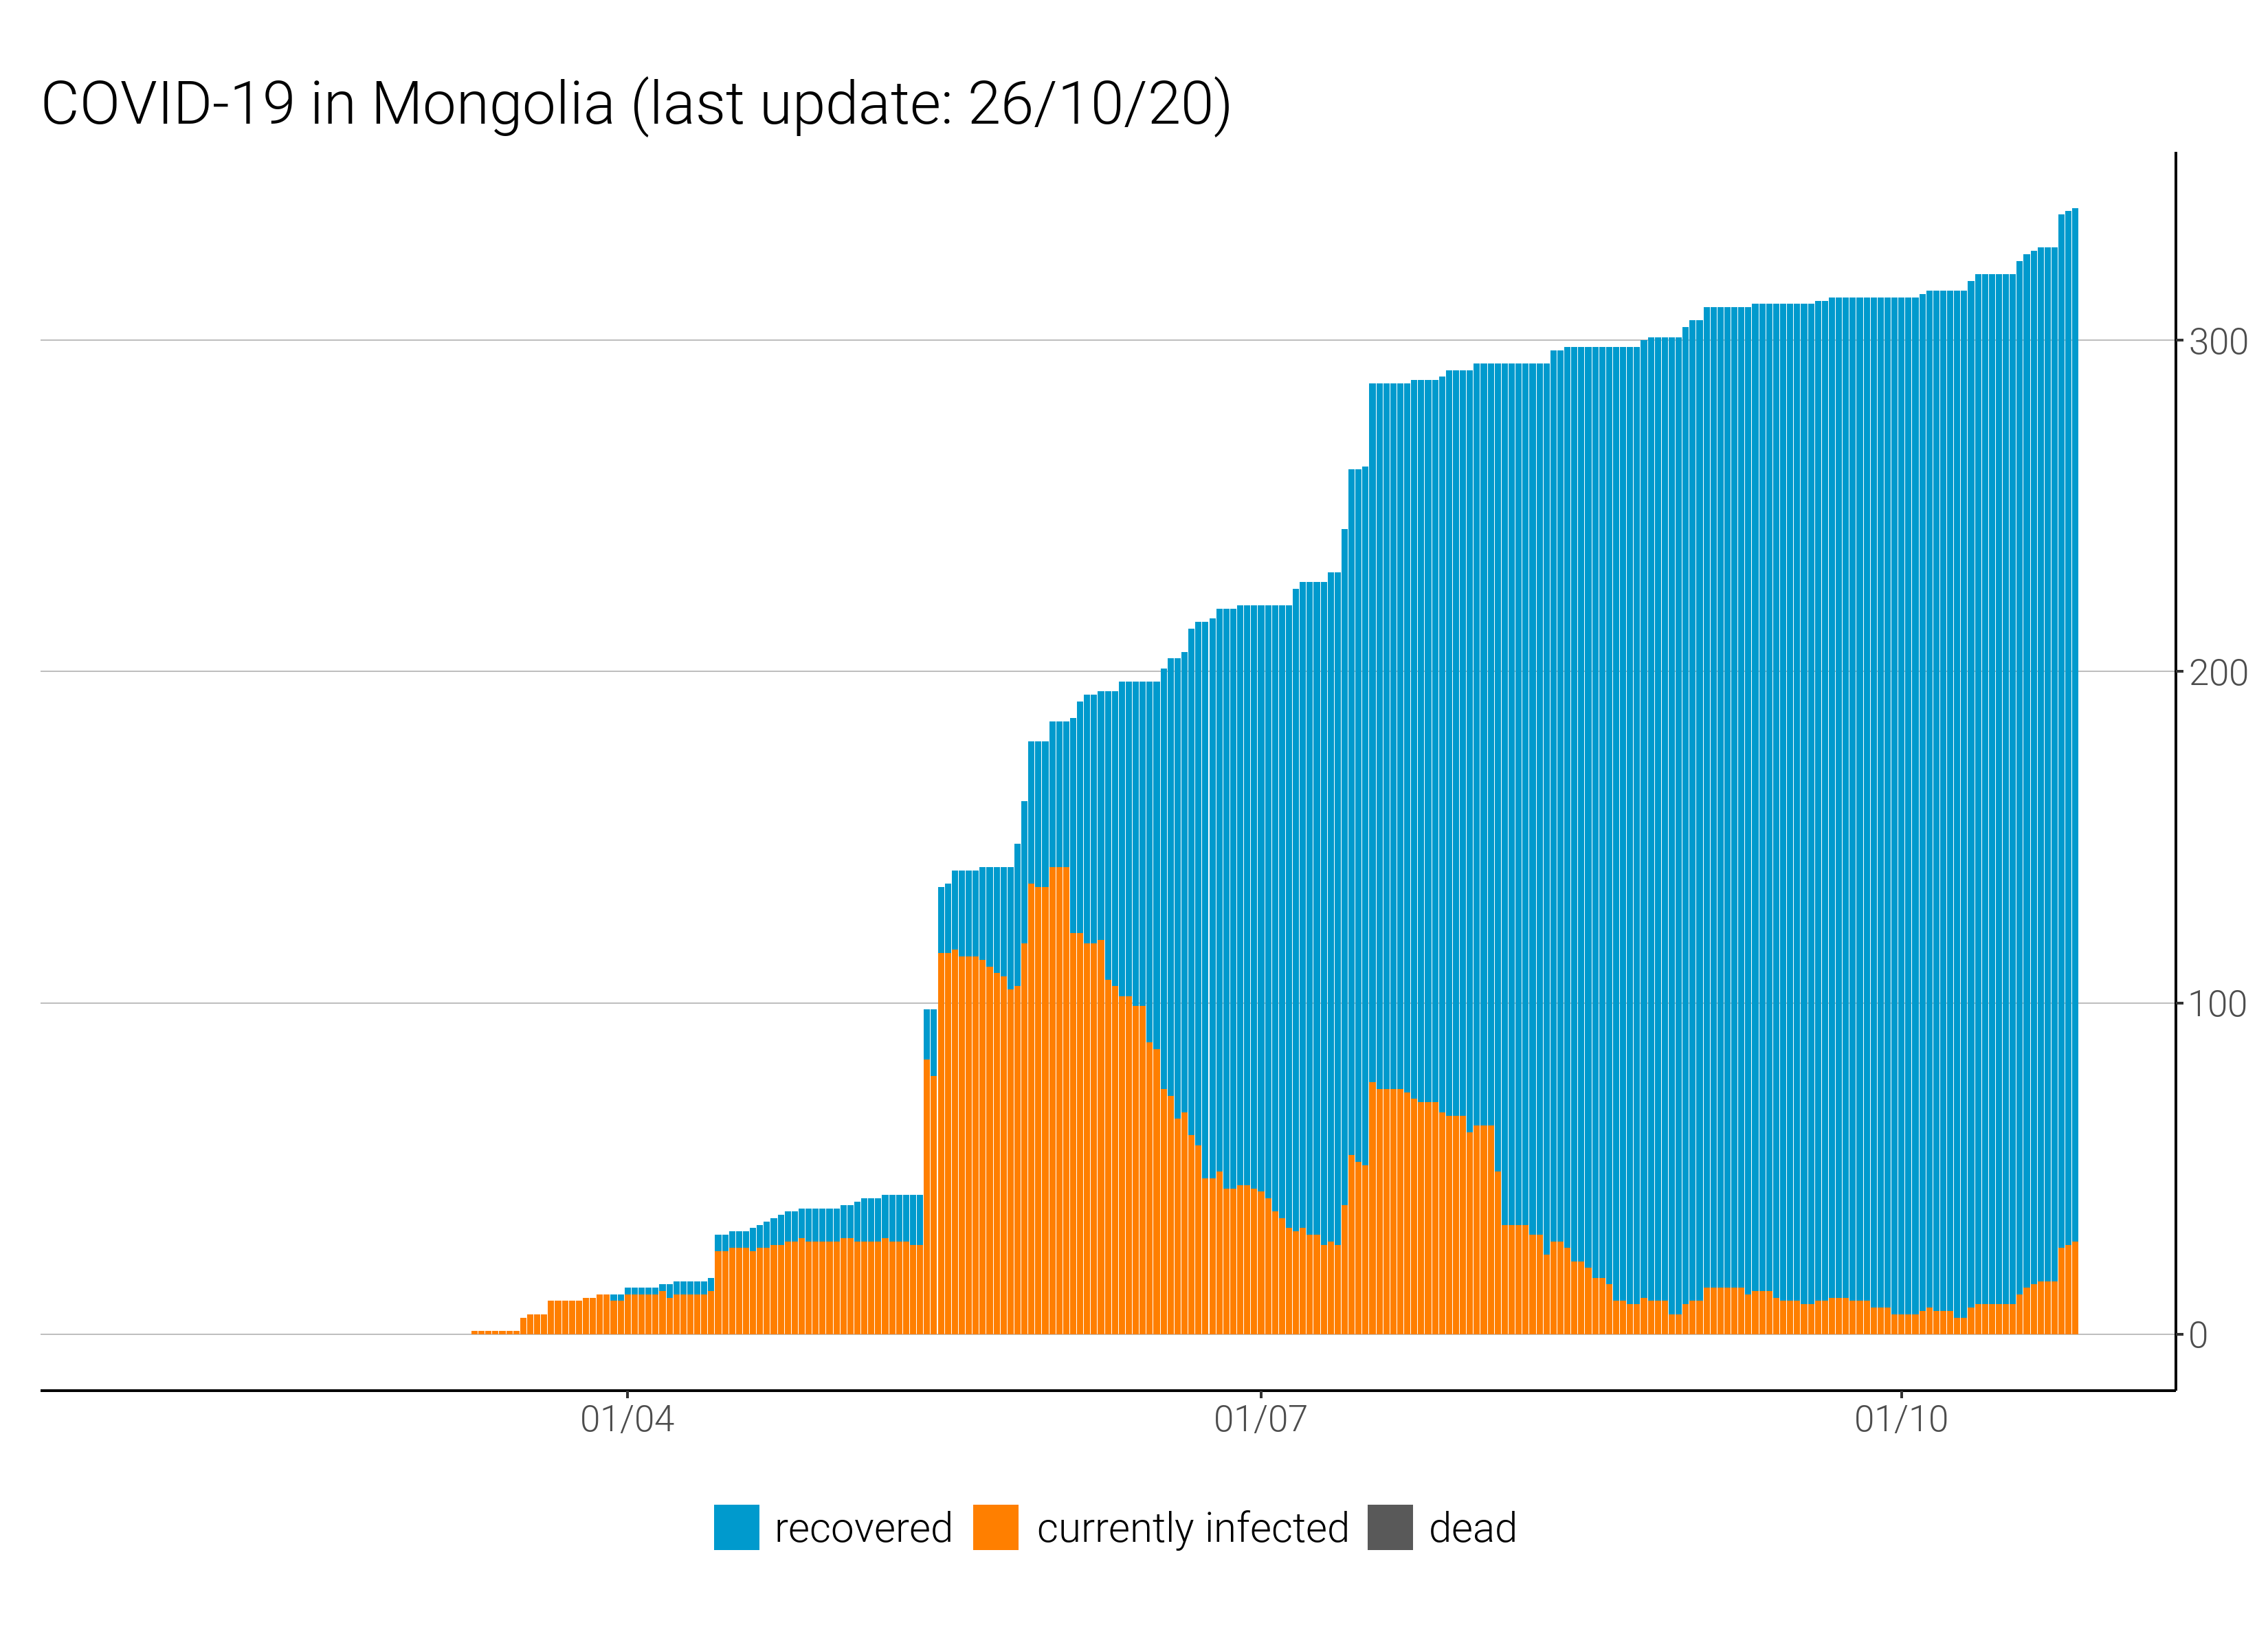 COVID-19 in Mongolia (last update: 26/10/20)
300
200
100
0
01/04 01/07 01/10
recovered currently infected dead